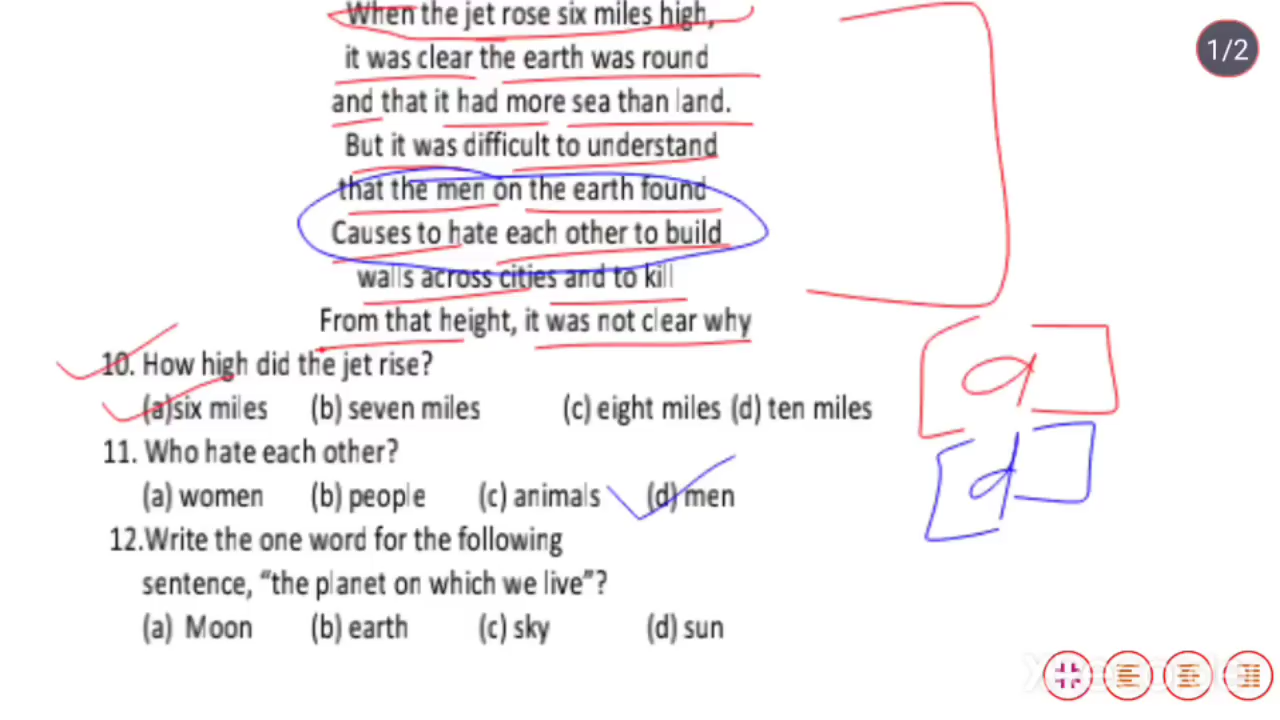 When the jet rose six miles high,
1/2
it was clear the earth was round
and that it had more sea than land.
But it was difficult to understand
that the men on the earth found
Causes to hate each other to build
walls across cities and to kill
From that height, it was not clear why
10. How high did the jet rise?
a
(a)six miles (b) seven miles (c) eight miles (d) ten miles
11. Who hate each other?
d
(a) women (b) people (c) animals (d) men
12.Write the one word for the following
sentence, “the planet on which we live”?
(a) Moon (b) earth (c) sky (d) sun